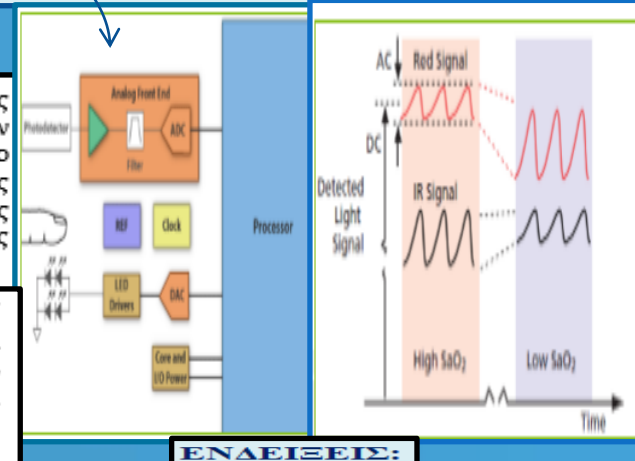 ς
ν
ο
ς
ς
ς
Analog Front End
Photodetector
ADC
Filter
REF
Clock
Processor
LED
Drivers
DAC
Core and
I/O Power
AC
Red Signal
DC
Detected
Light
Signal
IR Signal
High SaO₂
Low SaO₂
Time
ΕΝΔΕΙΞΕΙΣ: